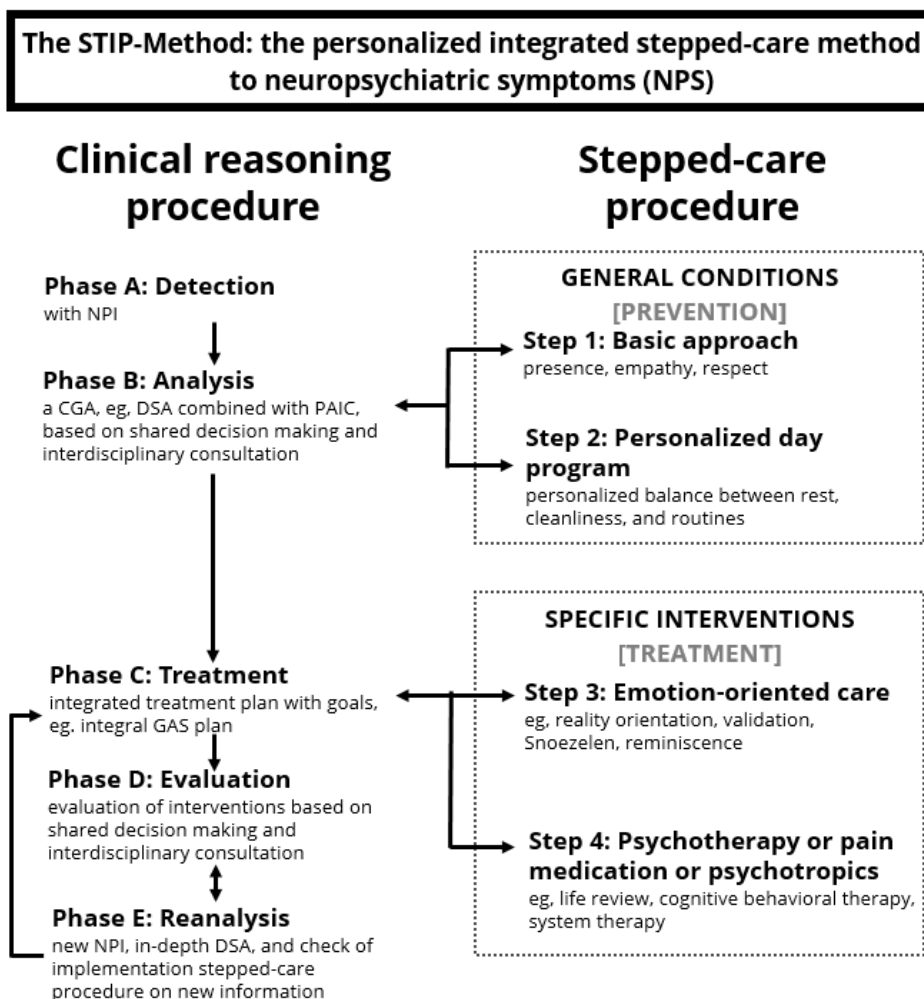 The STIP-Method: the personalized integrated stepped-care method
to neuropsychiatric symptoms (NPS)
Clinical reasoning
procedure
Phase A: Detection
with NPI
Phase B: Analysis
a CGA, eg, DSA combined with PAIC,
based on shared decision making and
interdisciplinary consultation
Phase C: Treatment
integrated treatment plan with goals,
eg. integral GAS plan
Phase D: Evaluation
evaluation of interventions based on
shared decision making and
interdisciplinary consultation
Phase E: Reanalysis
new NPI, in-depth DSA, and check of
implementation stepped-care
procedure on new information
Stepped-care
procedure
GENERAL CONDITIONS
[PREVENTION]
Step 1: Basic approach
presence, empathy, respect
Step 2: Personalized day
program
personalized balance between rest,
cleanliness, and routines
SPECIFIC INTERVENTIONS
[TREATMENT]
Step 3: Emotion-oriented care
eg, reality orientation, validation,
Snoezelen, reminiscence
Step 4: Psychotherapy or pain
medication or psychotropics
eg, life review, cognitive behavioral therapy,
system therapy